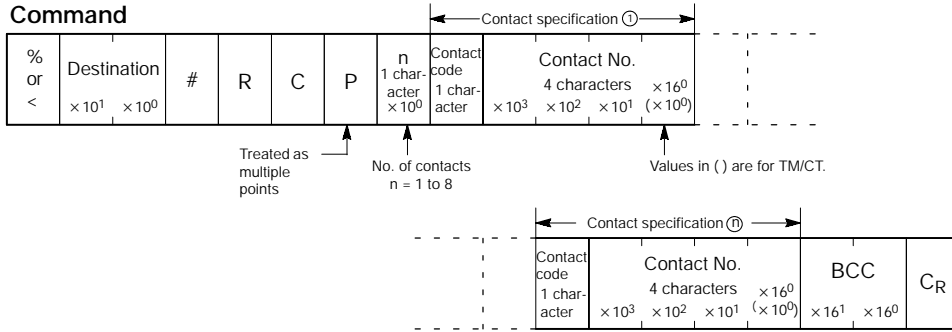 Command
Contact specification ①
%
or
<
Destination
×10¹ ×10⁰
#
R
C
P
n
1 char-
acter
×10⁰
Contact
code
1 char-
acter
Contact No.
4 characters
×10³ ×10² ×10¹ ×16⁰
(×10⁰)
Treated as
multiple
points
No. of contacts
n = 1 to 8
Values in ( ) are for TM/CT.
Contact specification ⓝ
Contact
code
1 char-
acter
Contact No.
4 characters
×10³ ×10² ×10¹ ×16⁰
(×10⁰)
BCC
×16¹ ×16⁰
CR